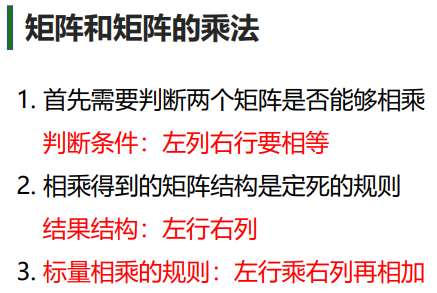 矩阵和矩阵的乘法
1. 首先需要判断两个矩阵是否能够相乘
判断条件：左列右行要相等
2. 相乘得到的矩阵结构是定死的规则
结果结构：左行右列
3. 标量相乘的规则：左行乘右列再相加